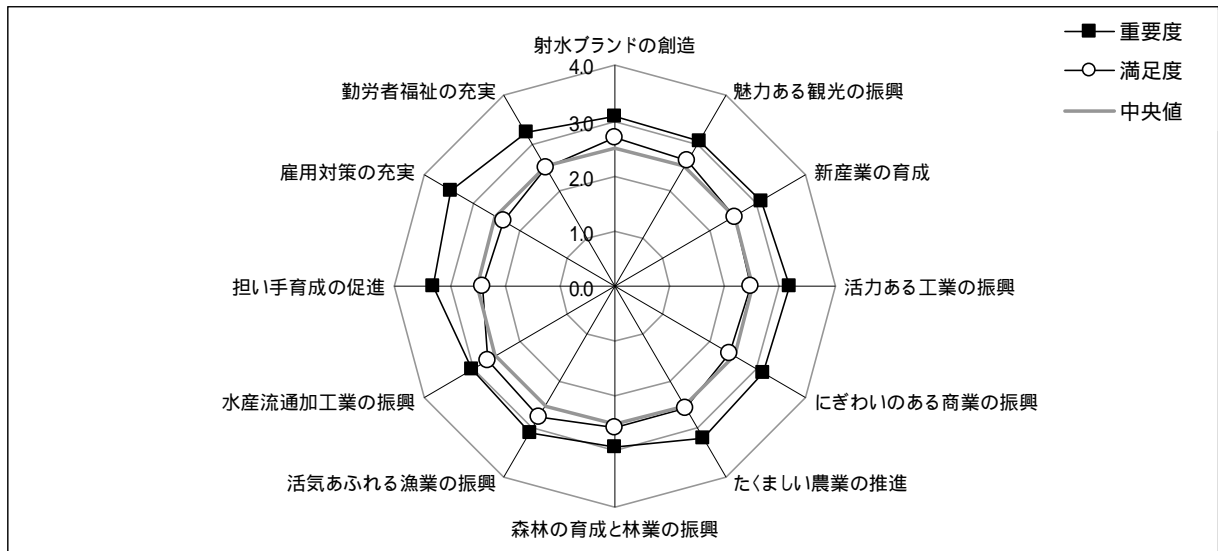 重要度
満足度
中央値
射水ブランドの創造
魅力ある観光の振興
新産業の育成
活力ある工業の振興
にぎわいのある商業の振興
たくましい農業の推進
森林の育成と林業の振興
活気あふれる漁業の振興
水産流通加工業の振興
担い手育成の促進
雇用対策の充実
勤労者福祉の充実
4.0
3.0
2.0
1.0
0.0